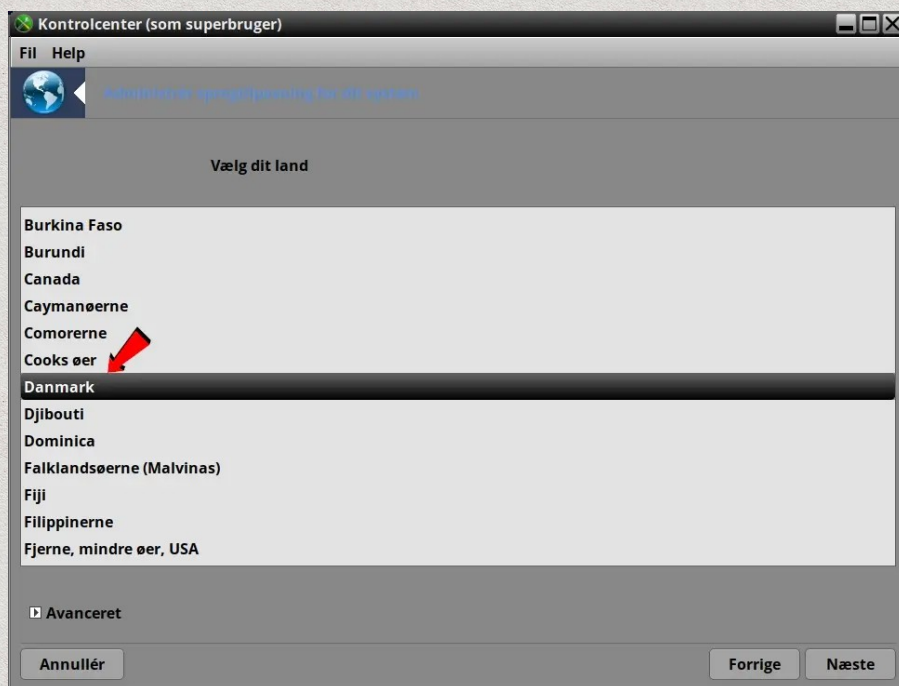 Kontrolcenter (som superbruger)
Fil Help
Vælg dit land
Burkina Faso
Burundi
Canada
Caymanøerne
Comorerne
Cooks øer
Danmark
Djibouti
Dominica
Falklandsøerne (Malvinas)
Fiji
Filippinerne
Fjerne, mindre øer, USA
Avanceret
Annullér Forrige Næste